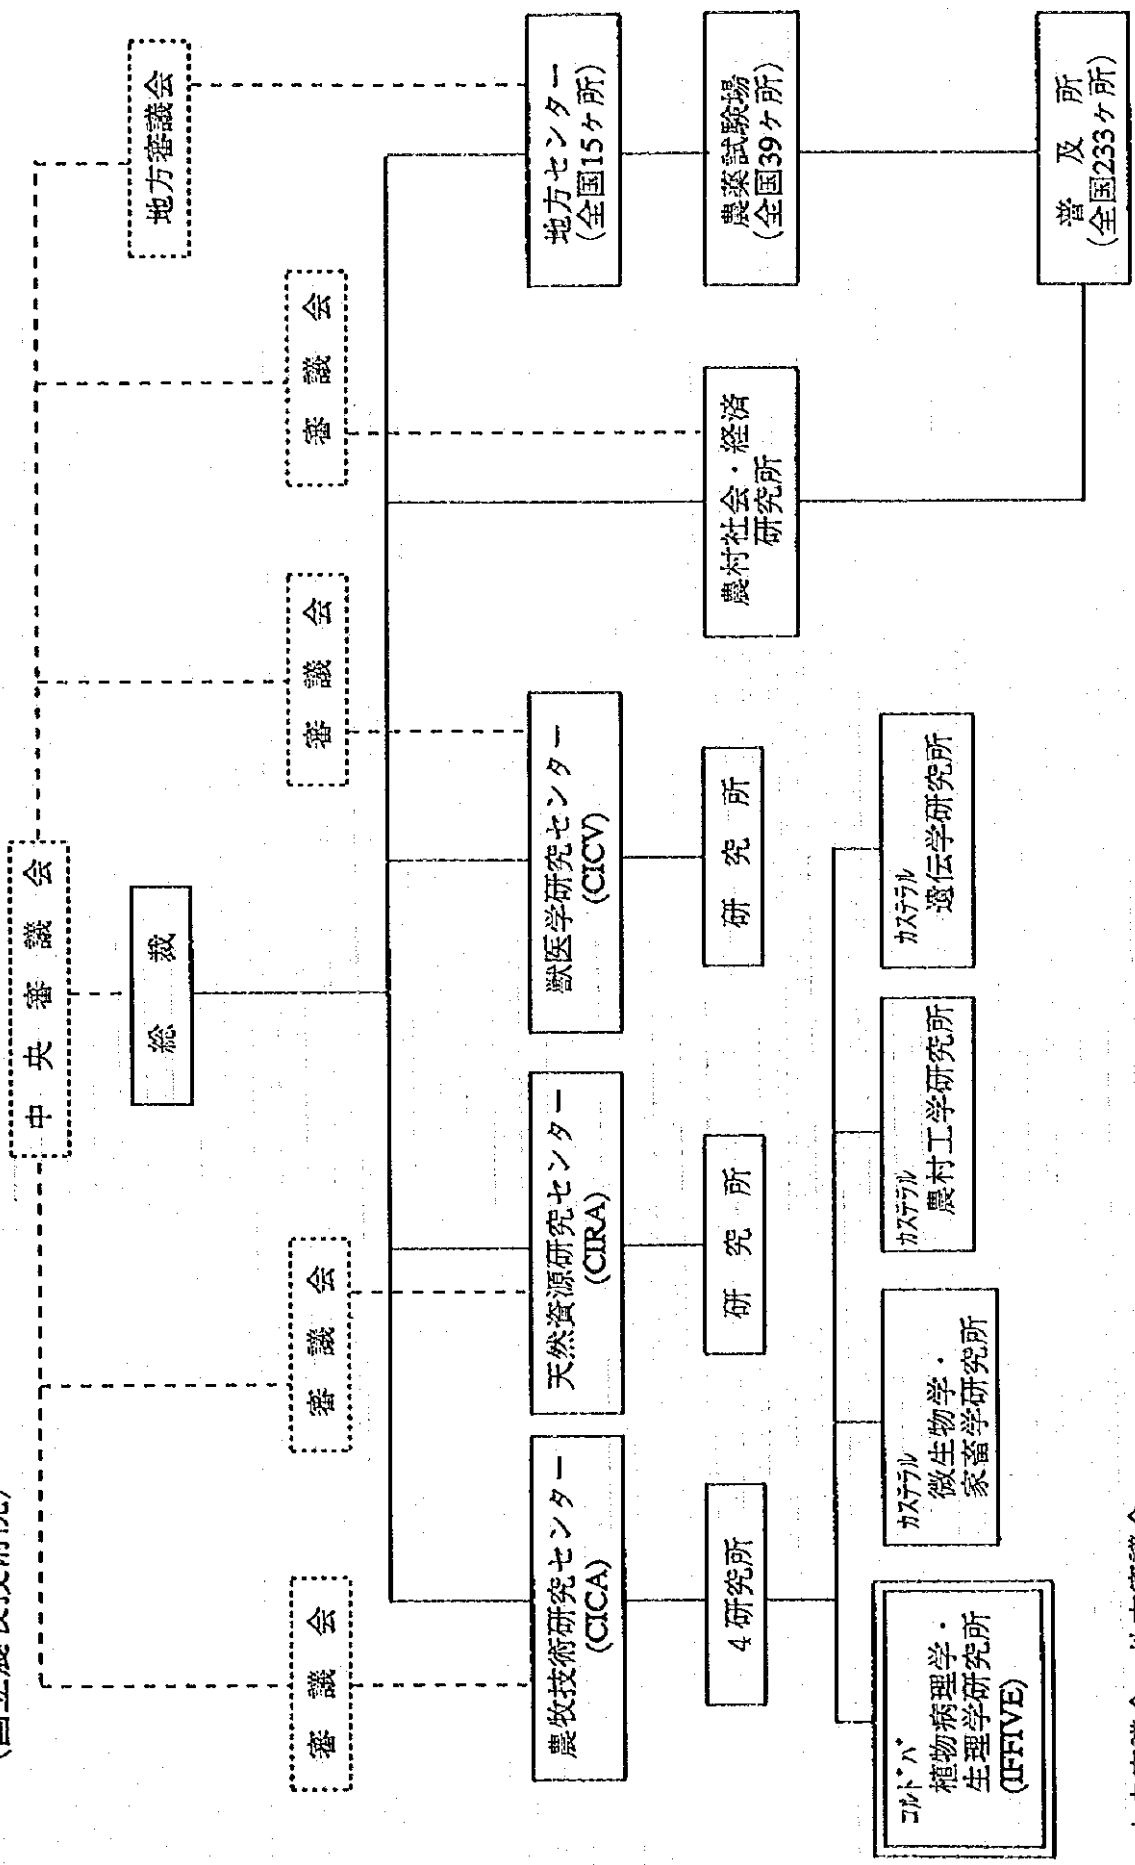 (国立農牧技術院)
中央審議会
総裁
地方審議会
審議会
審議会
審議会
審議会
農牧技術研究センター
(CICA)
天然資源研究センター
(CIRA)
獣医学研究センター
(CICV)
地方センター
(全国15ヶ所)
4研究所
研究所
研究所
農村社会・経済
研究所
農薬試験場
(全国39ヶ所)
コルドバ
植物病理学・
生理学研究所
(IFFIVE)
カステラル
微生物学・
家畜学研究所
カステラル
農村工学研究所
カステラル
遺伝学研究所
普及所
(全国233ヶ所)